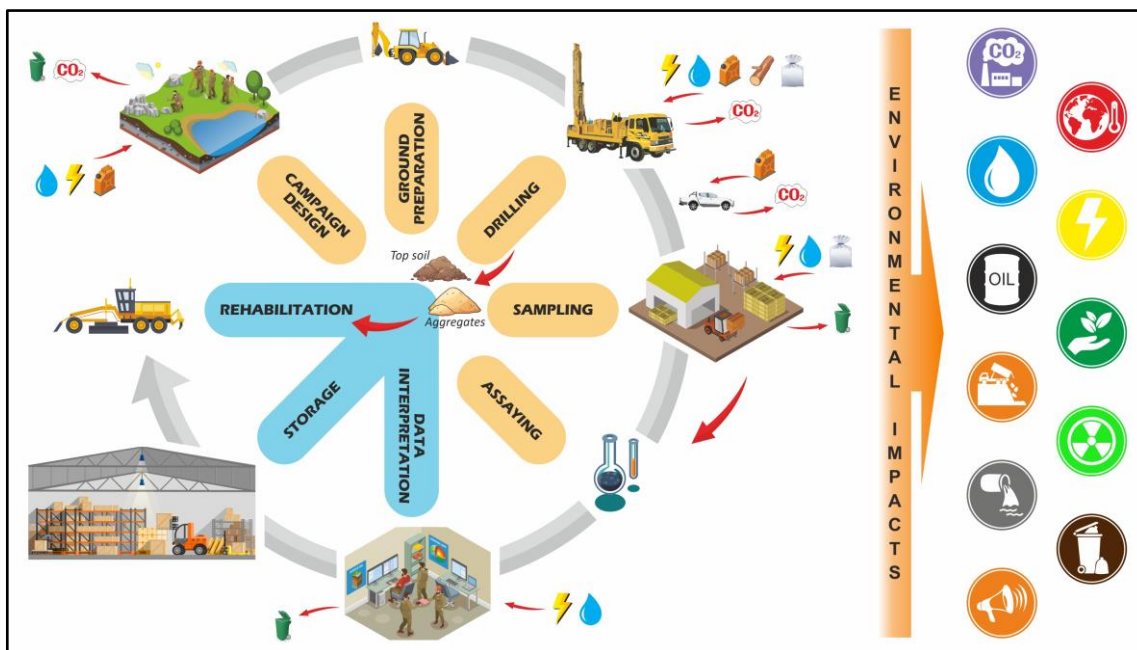 CO₂
CAMPAIGN
DESIGN
GROUND
PREPARATION
DRILLING
CO₂
CO₂
Top soil
Aggregates
SAMPLING
ASSAYING
DATA
INTERPRETATION
STORAGE
REHABILITATION
ENVIRONMENTAL IMPACTS
CO₂
OIL